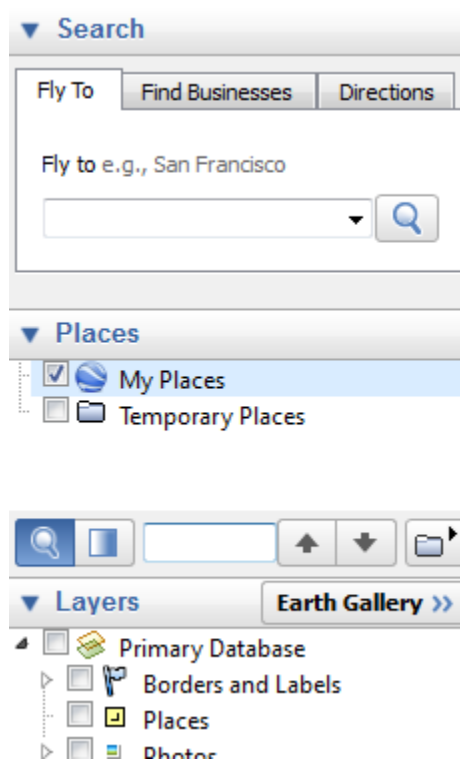 Search
Fly To Find Businesses Directions
Fly to e.g., San Francisco
Places
My Places
Temporary Places
Layers Earth Gallery >>
Primary Database
Borders and Labels
Places
Photos